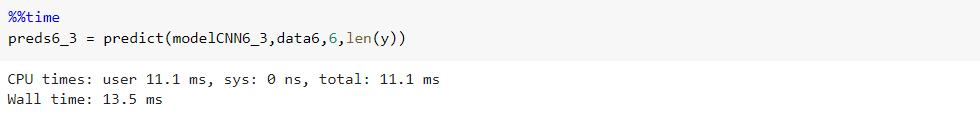 %%time
preds6_3 = predict(modelCNN6_3,data6,6,len(y))
CPU times: user 11.1 ms, sys: 0 ns, total: 11.1 ms
Wall time: 13.5 ms